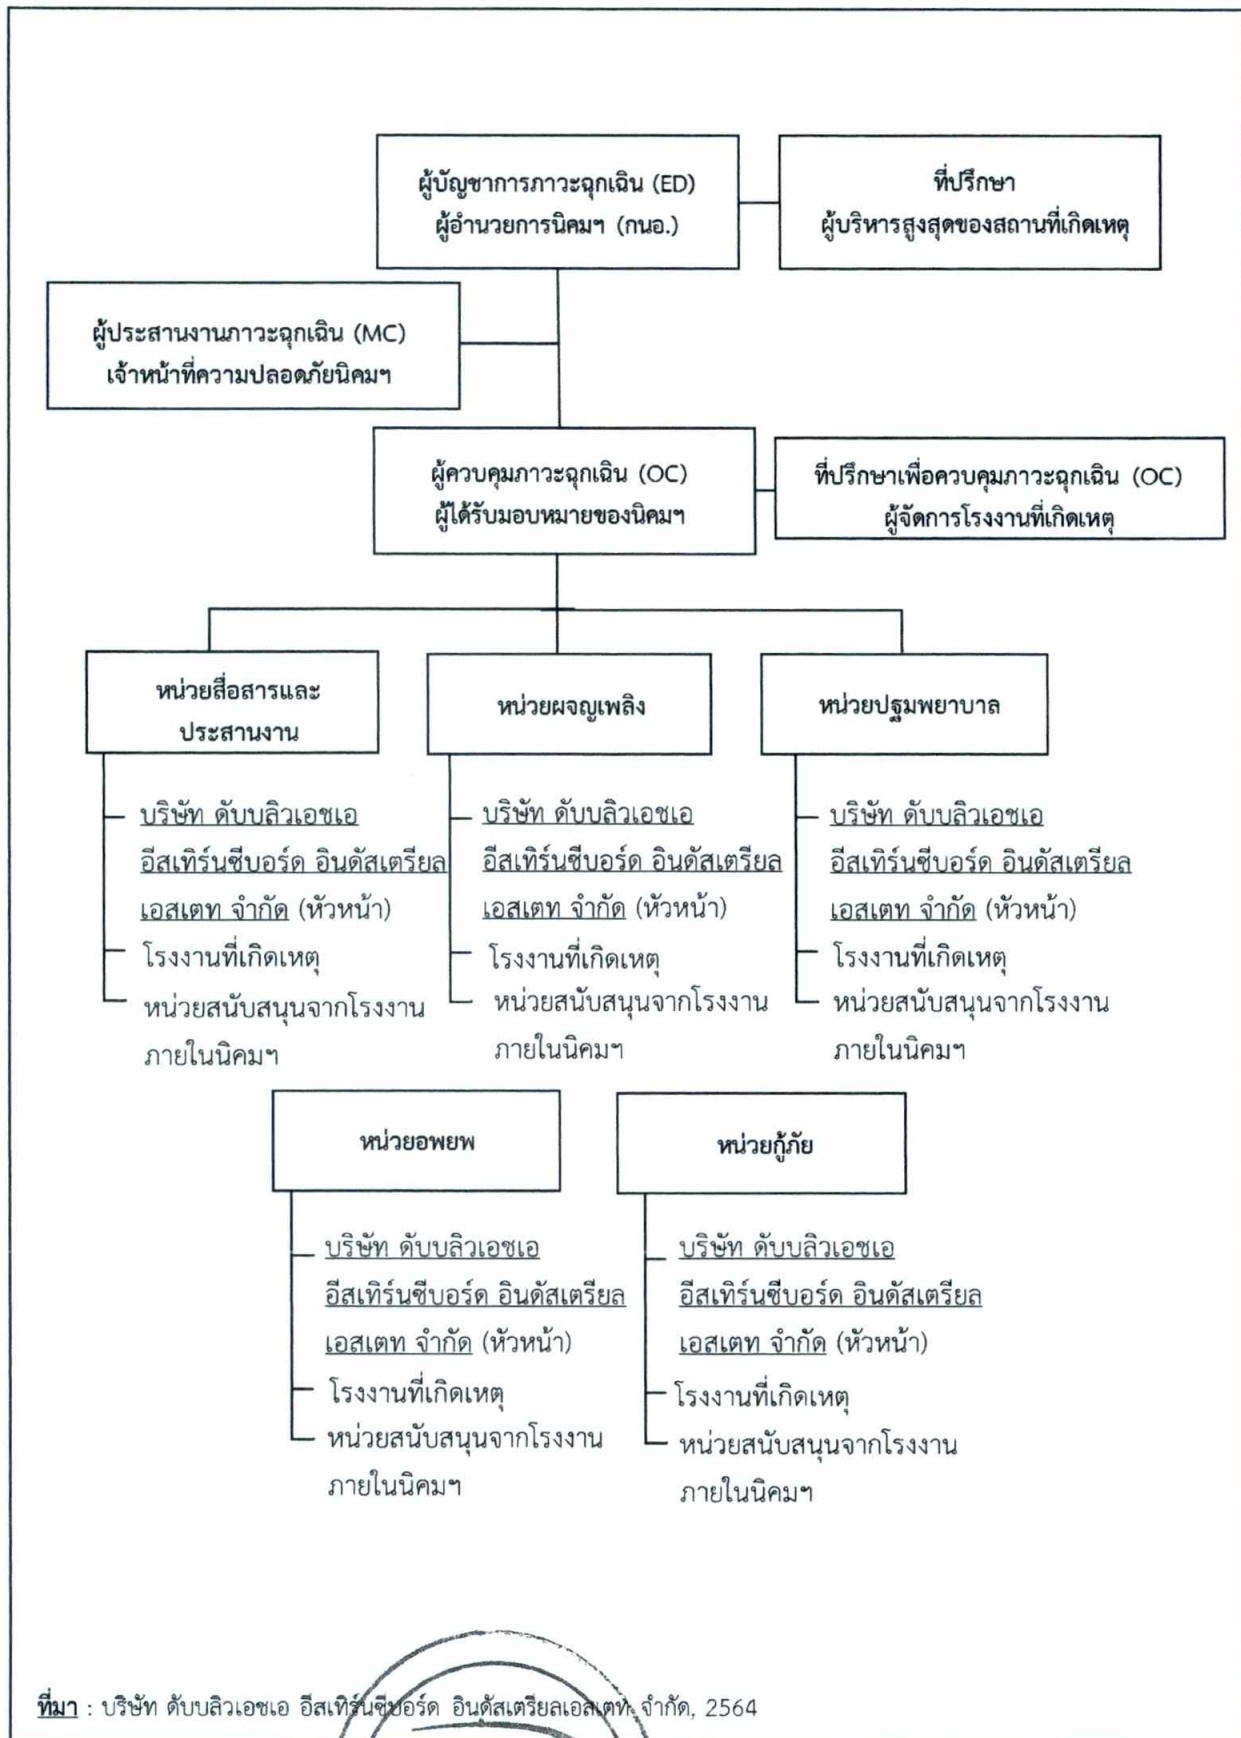 ผู้บัญชาการภาวะฉุกเฉิน (ED)
ผู้อำนวยการนิคมฯ (กนอ.)
ที่ปรึกษา
ผู้บริหารสูงสุดของสถานที่เกิดเหตุ
ผู้ประสานงานภาวะฉุกเฉิน (MC)
เจ้าหน้าที่ความปลอดภัยนิคมฯ
ผู้ควบคุมภาวะฉุกเฉิน (OC)
ผู้ได้รับมอบหมายของนิคมฯ
ที่ปรึกษาเพื่อควบคุมภาวะฉุกเฉิน (OC)
ผู้จัดการโรงงานที่เกิดเหตุ
หน่วยสื่อสารและ
ประสานงาน
บริษัท ดับบลิวเอชเอ
อีสเทิร์นซีบอร์ด อินดัสเตรียล
เอสเตท จำกัด (หัวหน้า)
โรงงานที่เกิดเหตุ
หน่วยสนับสนุนจากโรงงาน
ภายในนิคมฯ
หน่วยผจญเพลิง
บริษัท ดับบลิวเอชเอ
อีสเทิร์นซีบอร์ด อินดัสเตรียล
เอสเตท จำกัด (หัวหน้า)
โรงงานที่เกิดเหตุ
หน่วยสนับสนุนจากโรงงาน
ภายในนิคมฯ
หน่วยปฐมพยาบาล
บริษัท ดับบลิวเอชเอ
อีสเทิร์นซีบอร์ด อินดัสเตรียล
เอสเตท จำกัด (หัวหน้า)
โรงงานที่เกิดเหตุ
หน่วยสนับสนุนจากโรงงาน
ภายในนิคมฯ
หน่วยอพยพ
บริษัท ดับบลิวเอชเอ
อีสเทิร์นซีบอร์ด อินดัสเตรียล
เอสเตท จำกัด (หัวหน้า)
โรงงานที่เกิดเหตุ
หน่วยสนับสนุนจากโรงงาน
ภายในนิคมฯ
หน่วยกู้ภัย
บริษัท ดับบลิวเอชเอ
อีสเทิร์นซีบอร์ด อินดัสเตรียล
เอสเตท จำกัด (หัวหน้า)
โรงงานที่เกิดเหตุ
หน่วยสนับสนุนจากโรงงาน
ภายในนิคมฯ
ที่มา : บริษัท ดับบลิวเอชเอ อีสเทิร์นซีบอร์ด อินดัสเตรียลเอสเตท จำกัด, 2564